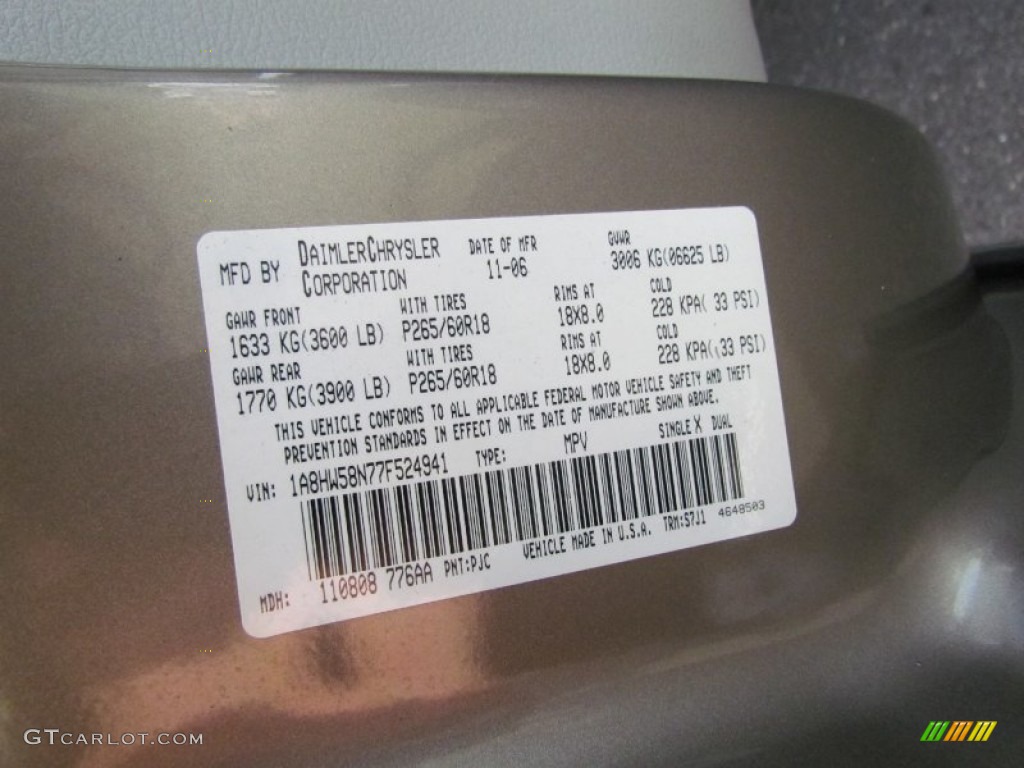 MFD BY DAIMLERCHRYSLER CORPORATION DATE OF MFR 11-06 GVWR 3006 KG(06625 LB)
GAWR FRONT WITH TIRES RIMS AT COLD
1633 KG(3600 LB) P265/60R18 18X8.0 228 KPA( 33 PSI)
GAWR REAR WITH TIRES RIMS AT COLD
1770 KG(3900 LB) P265/60R18 18X8.0 228 KPA( 33 PSI)
THIS VEHICLE CONFORMS TO ALL APPLICABLE FEDERAL MOTOR VEHICLE SAFETY AND THEFT
PREVENTION STANDARDS IN EFFECT ON THE DATE OF MANUFACTURE SHOWN ABOVE.
VIN: 1A8HW58N77F524941 TYPE: MPV SINGLE X DUAL
MDH: 110808 776AA PNT:PJC VEHICLE MADE IN U.S.A. TRM:S7J1 4648503
GTCARLOT.COM